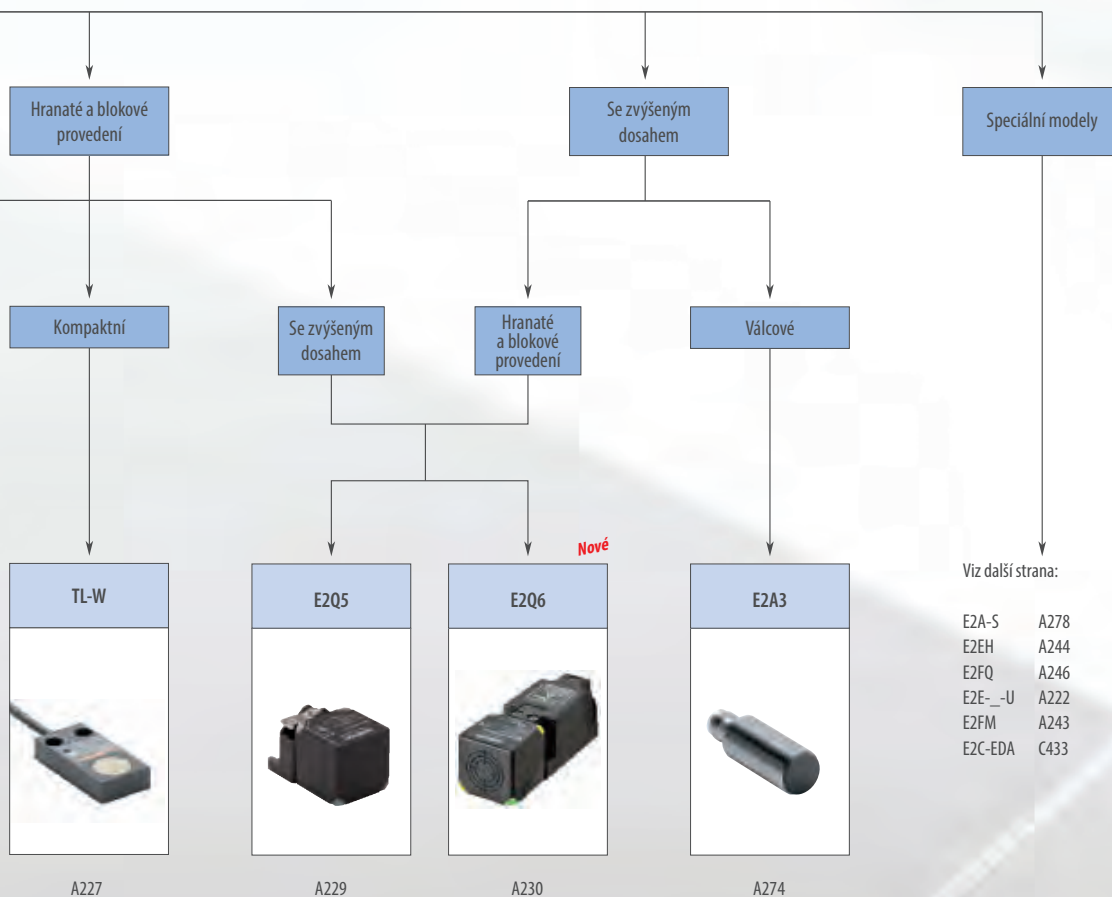 Hranaté a blokové
provedení
Se zvýšeným
dosahem
Speciální modely
Kompaktní
Se zvýšeným
dosahem
Hranaté
a blokové
provedení
Válcové
Nové
TL-W
E2Q5
E2Q6
E2A3
Viz další strana:
E2A-S A278
E2EH A244
E2FQ A246
E2E-_-U A222
E2FM A243
E2C-EDA C433
A227
A229
A230
A274